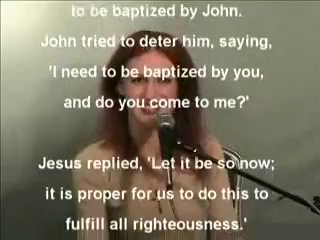 to be baptized by John.
John tried to deter him, saying,
'I need to be baptized by you,
and do you come to me?'
Jesus replied, 'Let it be so now;
it is proper for us to do this to
fulfill all righteousness.'